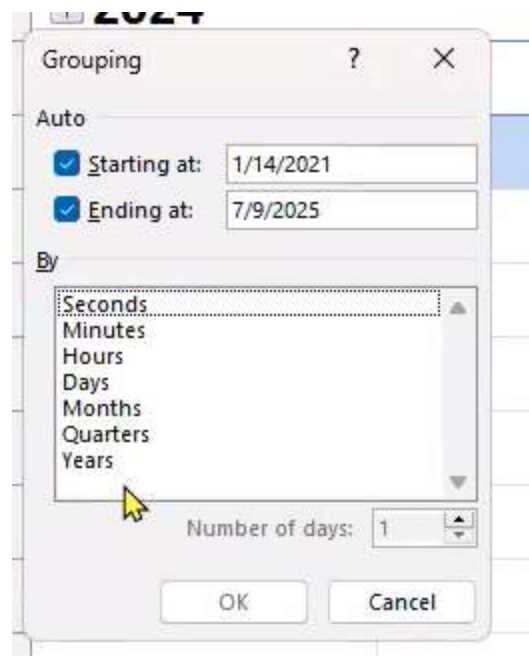 2024
Grouping ?
Auto
Starting at: 1/14/2021
Ending at: 7/9/2025
By
Seconds
Minutes
Hours
Days
Months
Quarters
Years
Number of days: 1
OK Cancel